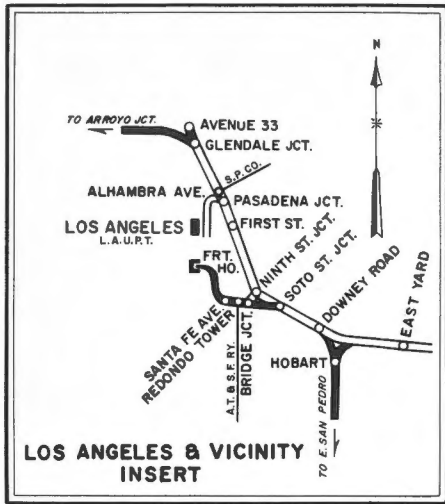 N
TO ARROYO JCT.
AVENUE 33
GLENDALE JCT.
S.P.CO.
ALHAMBRA AVE.
PASADENA JCT.
LOS ANGELES
L.A.U.P.T.
FIRST ST.
FRT.
HO.
NINTH ST. JCT.
SOTO ST. JCT.
DOWNEY ROAD
EAST YARD
SANTA FE AVE.
REDONDO TOWER
A.T. & S.F. RY.
BRIDGE JCT.
HOBART
TO E. SAN PEDRO
LOS ANGELES & VICINITY
INSERT